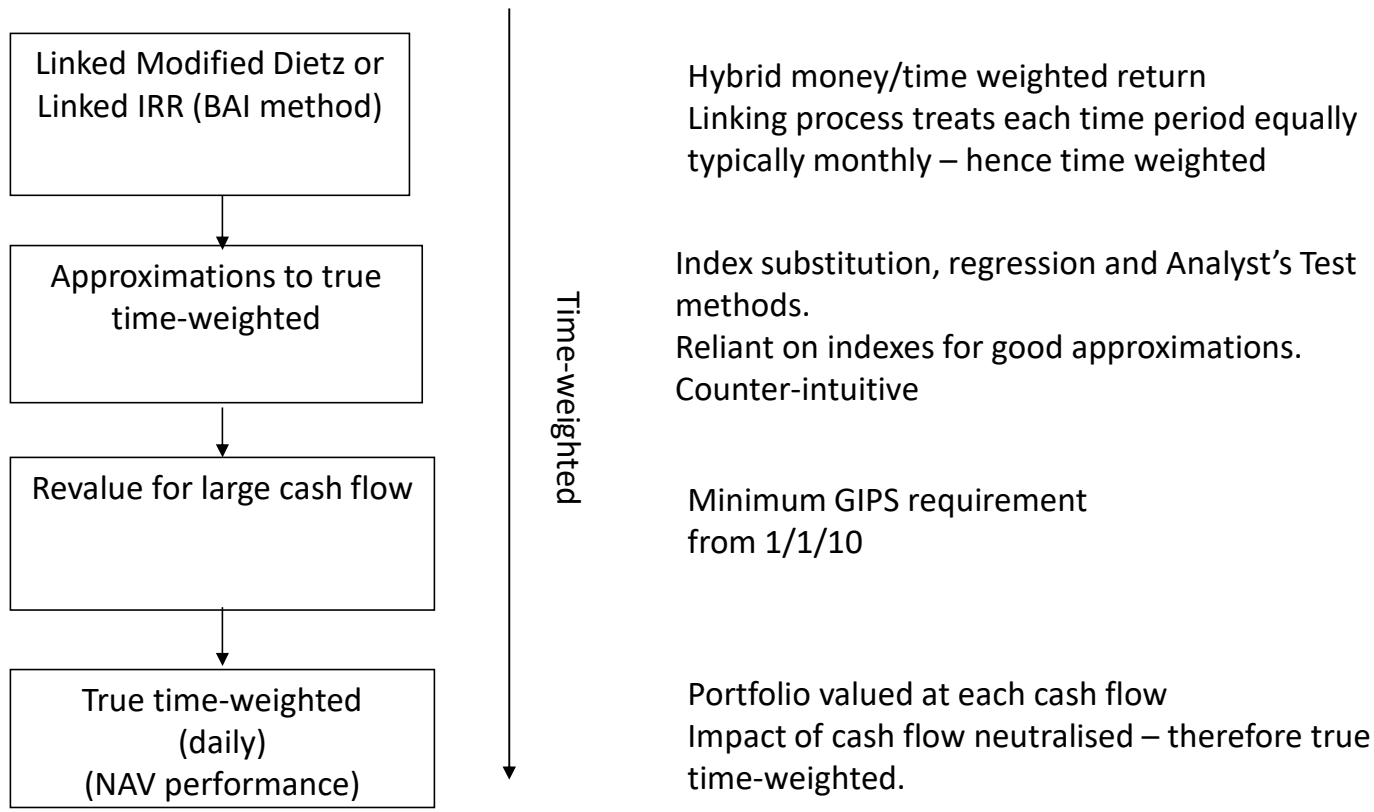 Linked Modified Dietz or
Linked IRR (BAI method)
Hybrid money/time weighted return
Linking process treats each time period equally
typically monthly – hence time weighted
Approximations to true
time-weighted
Index substitution, regression and Analyst’s Test
methods.
Reliant on indexes for good approximations.
Counter-intuitive
Time-weighted
Revalue for large cash flow
Minimum GIPS requirement
from 1/1/10
True time-weighted
(daily)
(NAV performance)
Portfolio valued at each cash flow
Impact of cash flow neutralised – therefore true
time-weighted.